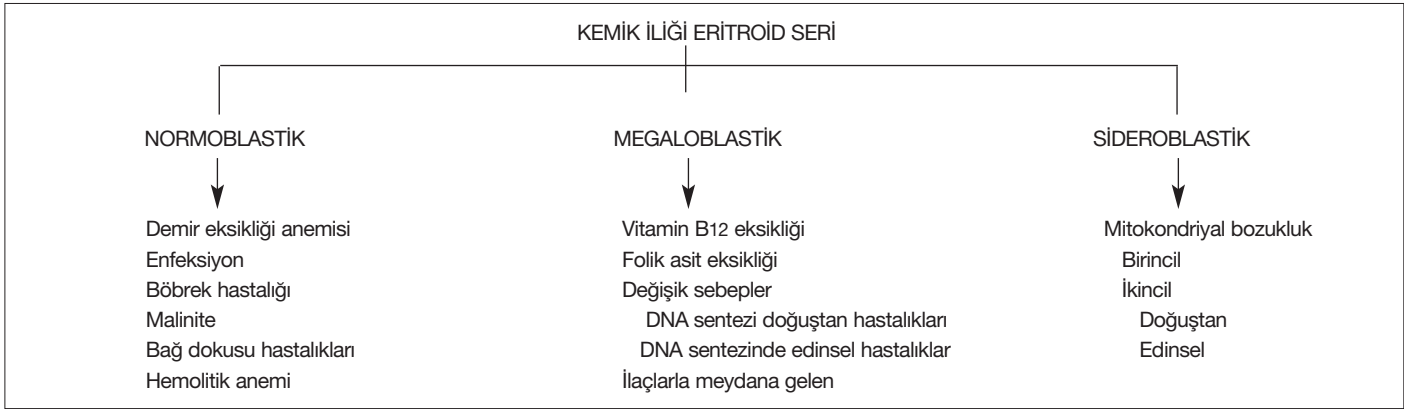 KEMİK İLİĞİ ERİTROİD SERİ
NORMOBLASTİK
Demir eksikliği anemisi
Enfeksiyon
Böbrek hastalığı
Malinite
Bağ dokusu hastalıkları
Hemolitik anemi
MEGALOBLASTİK
Vitamin B12 eksikliği
Folik asit eksikliği
Değişik sebepler
DNA sentezi doğuştan hastalıkları
DNA sentezinde edinsel hastalıklar
İlaçlarla meydana gelen
SİDEROBLASTİK
Mitokondriyal bozukluk
Birincil
İkincil
Doğuştan
Edinsel